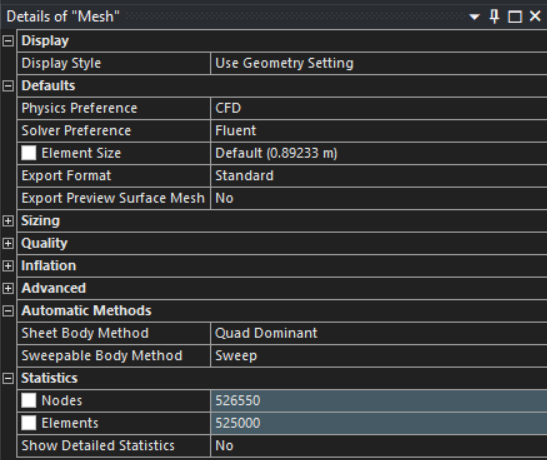 Details of "Mesh"
Display
Display Style Use Geometry Setting
Defaults
Physics Preference CFD
Solver Preference Fluent
Element Size Default (0.89233 m)
Export Format Standard
Export Preview Surface Mesh No
Sizing
Quality
Inflation
Advanced
Automatic Methods
Sheet Body Method Quad Dominant
Sweepable Body Method Sweep
Statistics
Nodes 526550
Elements 525000
Show Detailed Statistics No